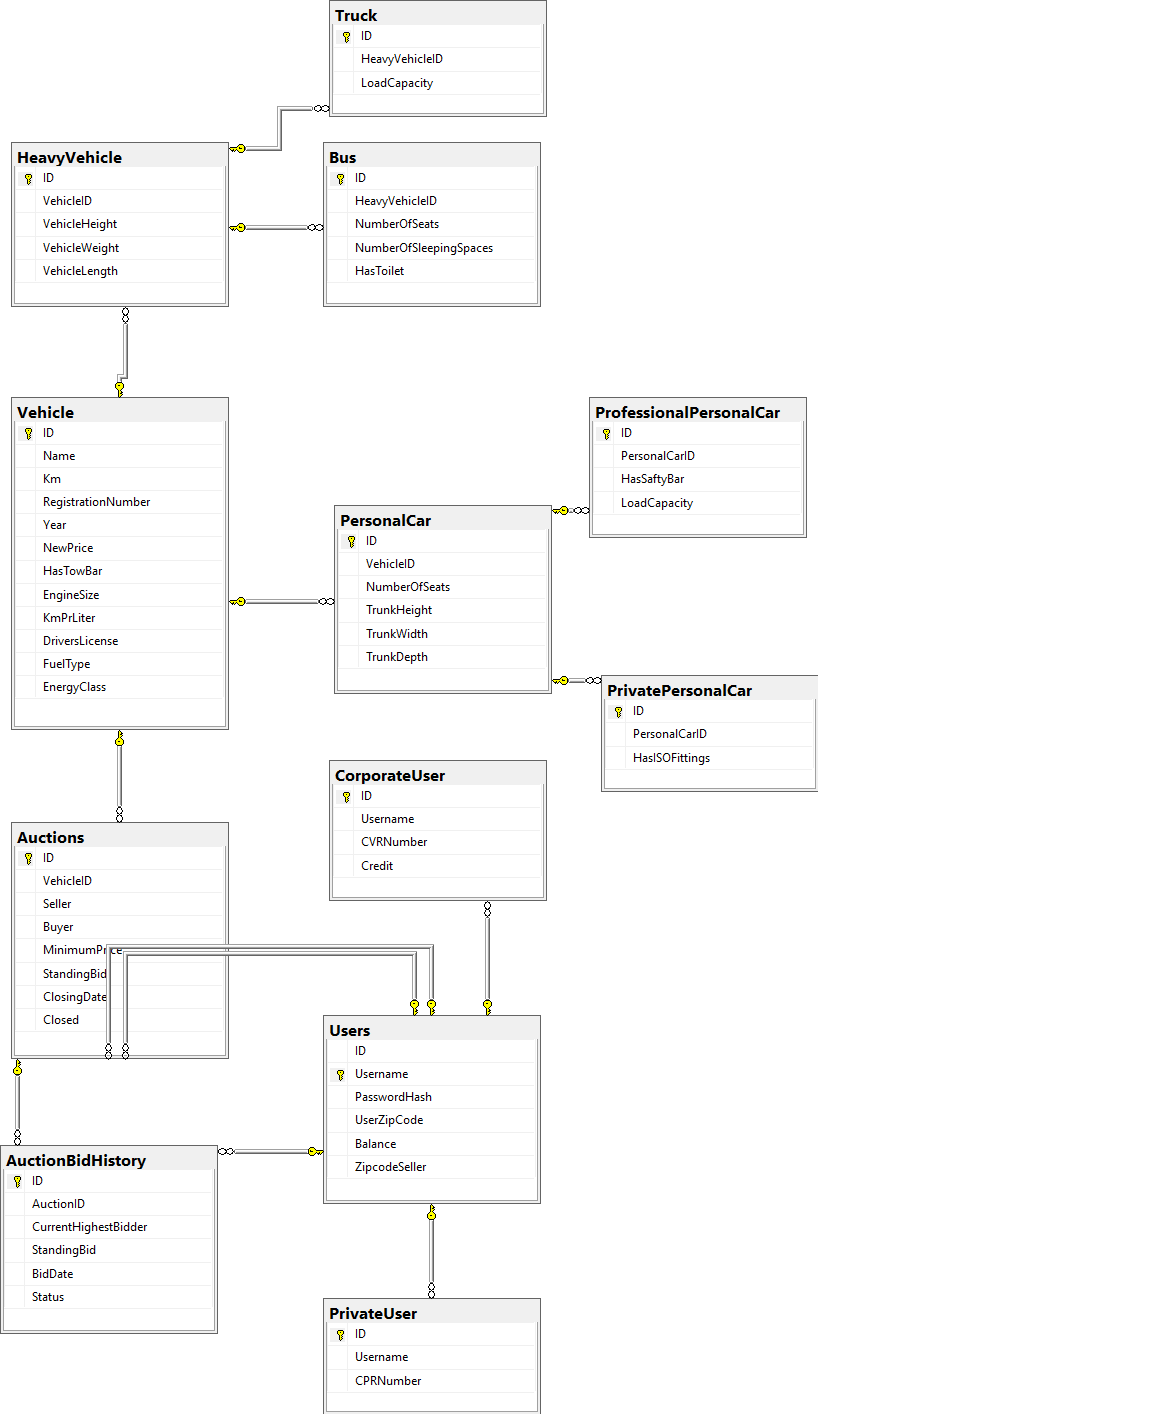 Truck
ID
HeavyVehicleID
LoadCapacity
HeavyVehicle
ID
VehicleID
VehicleHeight
VehicleWeight
VehicleLength
Bus
ID
HeavyVehicleID
NumberOfSeats
NumberOfSleepingSpaces
HasToilet
Vehicle
ID
Name
Km
RegistrationNumber
Year
NewPrice
HasTowBar
EngineSize
KmPrLiter
DriversLicense
FuelType
EnergyClass
ProfessionalPersonalCar
ID
PersonalCarID
HasSaftyBar
LoadCapacity
PersonalCar
ID
VehicleID
NumberOfSeats
TrunkHeight
TrunkWidth
TrunkDepth
PrivatePersonalCar
ID
PersonalCarID
HasISOFittings
CorporateUser
ID
Username
CVRNumber
Credit
Auctions
ID
VehicleID
Seller
Buyer
MinimumPrice
StandingBid
ClosingDate
Closed
Users
ID
Username
PasswordHash
UserZipCode
Balance
ZipcodeSeller
AuctionBidHistory
ID
AuctionID
CurrentHighestBidder
StandingBid
BidDate
Status
PrivateUser
ID
Username
CPRNumber